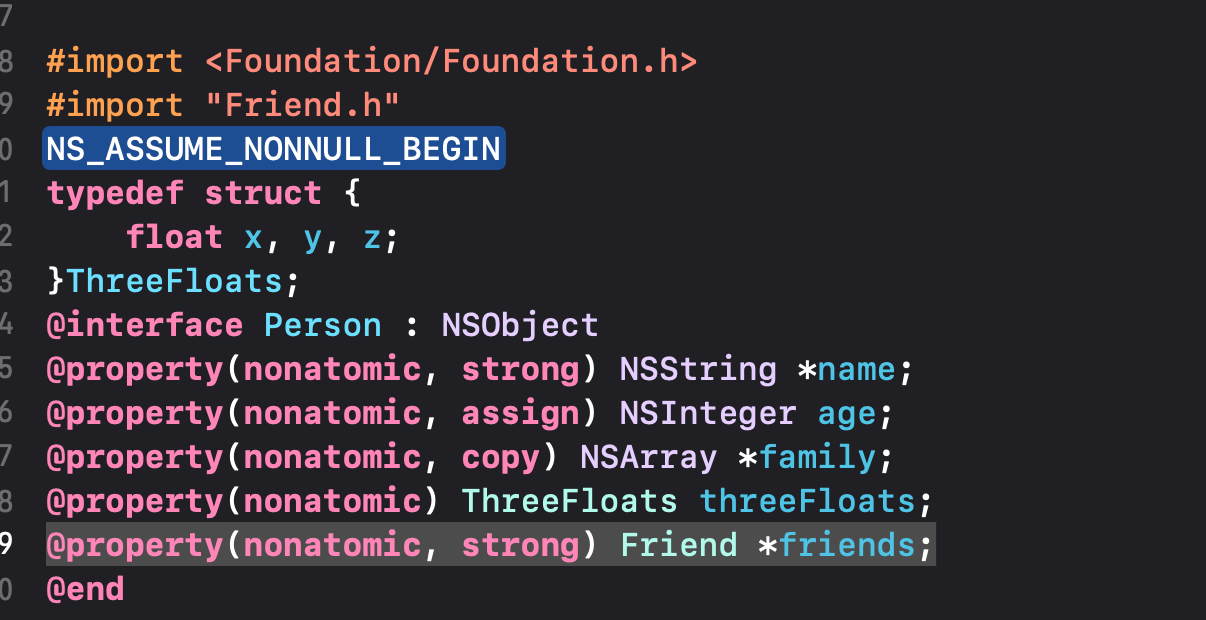 7
8 #import <Foundation/Foundation.h>
9 #import "Friend.h"
0 NS_ASSUME_NONNULL_BEGIN
1 typedef struct {
2     float x, y, z;
3 }ThreeFloats;
4 @interface Person : NSObject
5 @property(nonatomic, strong) NSString *name;
6 @property(nonatomic, assign) NSInteger age;
7 @property(nonatomic, copy) NSArray *family;
8 @property(nonatomic) ThreeFloats threeFloats;
9 @property(nonatomic, strong) Friend *friends;
0 @end